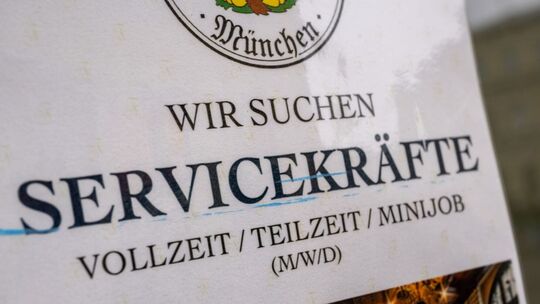 • München •
WIR SUCHEN
SERVICEKRÄFTE
VOLLZEIT / TEILZEIT / MINIJOB
(M/W/D)